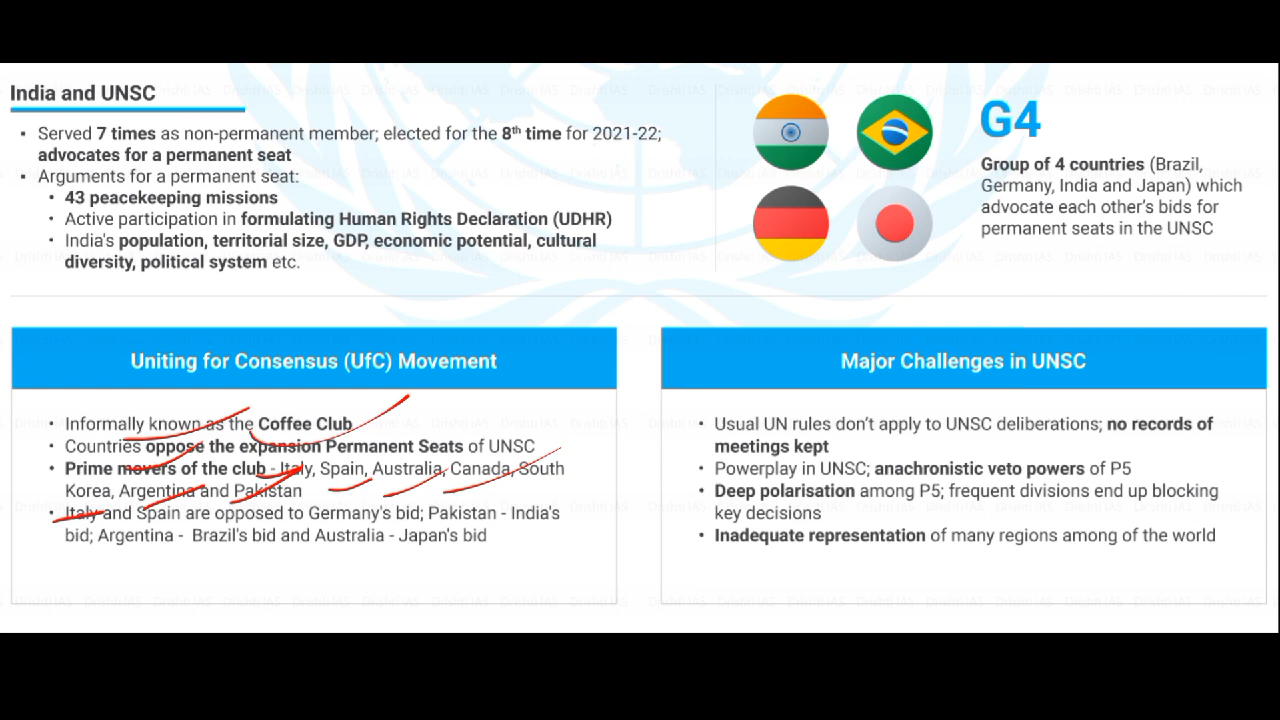 India and UNSC
• Served 7 times as non-permanent member; elected for the 8th time for 2021-22;
advocates for a permanent seat
• Arguments for a permanent seat:
• 43 peacekeeping missions
• Active participation in formulating Human Rights Declaration (UDHR)
• India's population, territorial size, GDP, economic potential, cultural
diversity, political system etc.
G4
Group of 4 countries (Brazil,
Germany, India and Japan) which
advocate each other's bids for
permanent seats in the UNSC
Uniting for Consensus (UfC) Movement
• Informally known as the Coffee Club
• Countries oppose the expansion Permanent Seats of UNSC
• Prime movers of the club - Italy, Spain, Australia, Canada, South
Korea, Argentina and Pakistan
• Italy and Spain are opposed to Germany's bid; Pakistan - India's
bid; Argentina - Brazil's bid and Australia - Japan's bid
Major Challenges in UNSC
• Usual UN rules don't apply to UNSC deliberations; no records of
meetings kept
• Powerplay in UNSC; anachronistic veto powers of P5
• Deep polarisation among P5; frequent divisions end up blocking
key decisions
• Inadequate representation of many regions among of the world